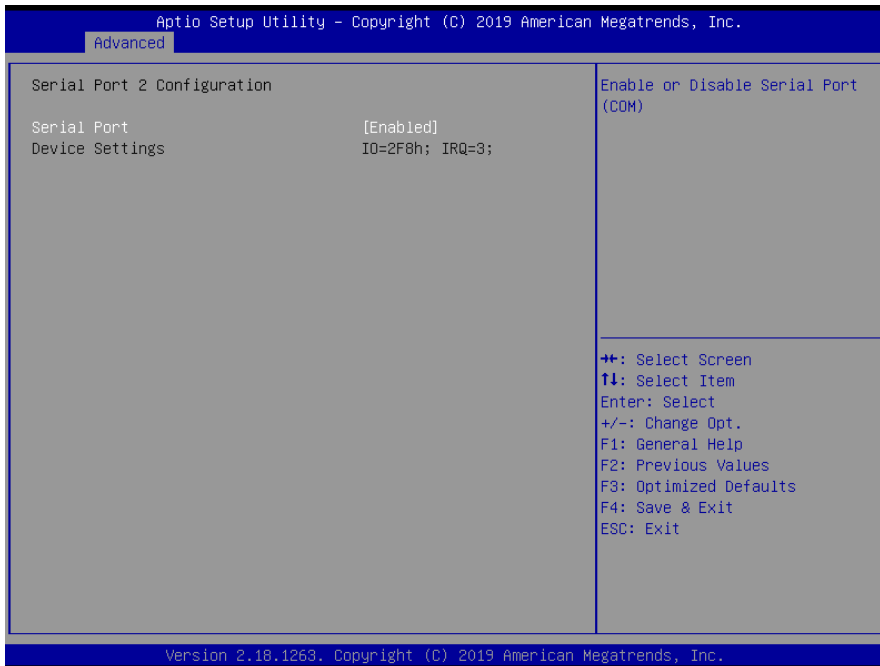 Aptio Setup Utility – Copyright (C) 2019 American Megatrends, Inc.
Advanced
Serial Port 2 Configuration
Serial Port [Enabled]
Device Settings IO=2F8h; IRQ=3;
Enable or Disable Serial Port
(COM)
→←: Select Screen
↑↓: Select Item
Enter: Select
+/-: Change Opt.
F1: General Help
F2: Previous Values
F3: Optimized Defaults
F4: Save & Exit
ESC: Exit
Version 2.18.1263. Copyright (C) 2019 American Megatrends, Inc.